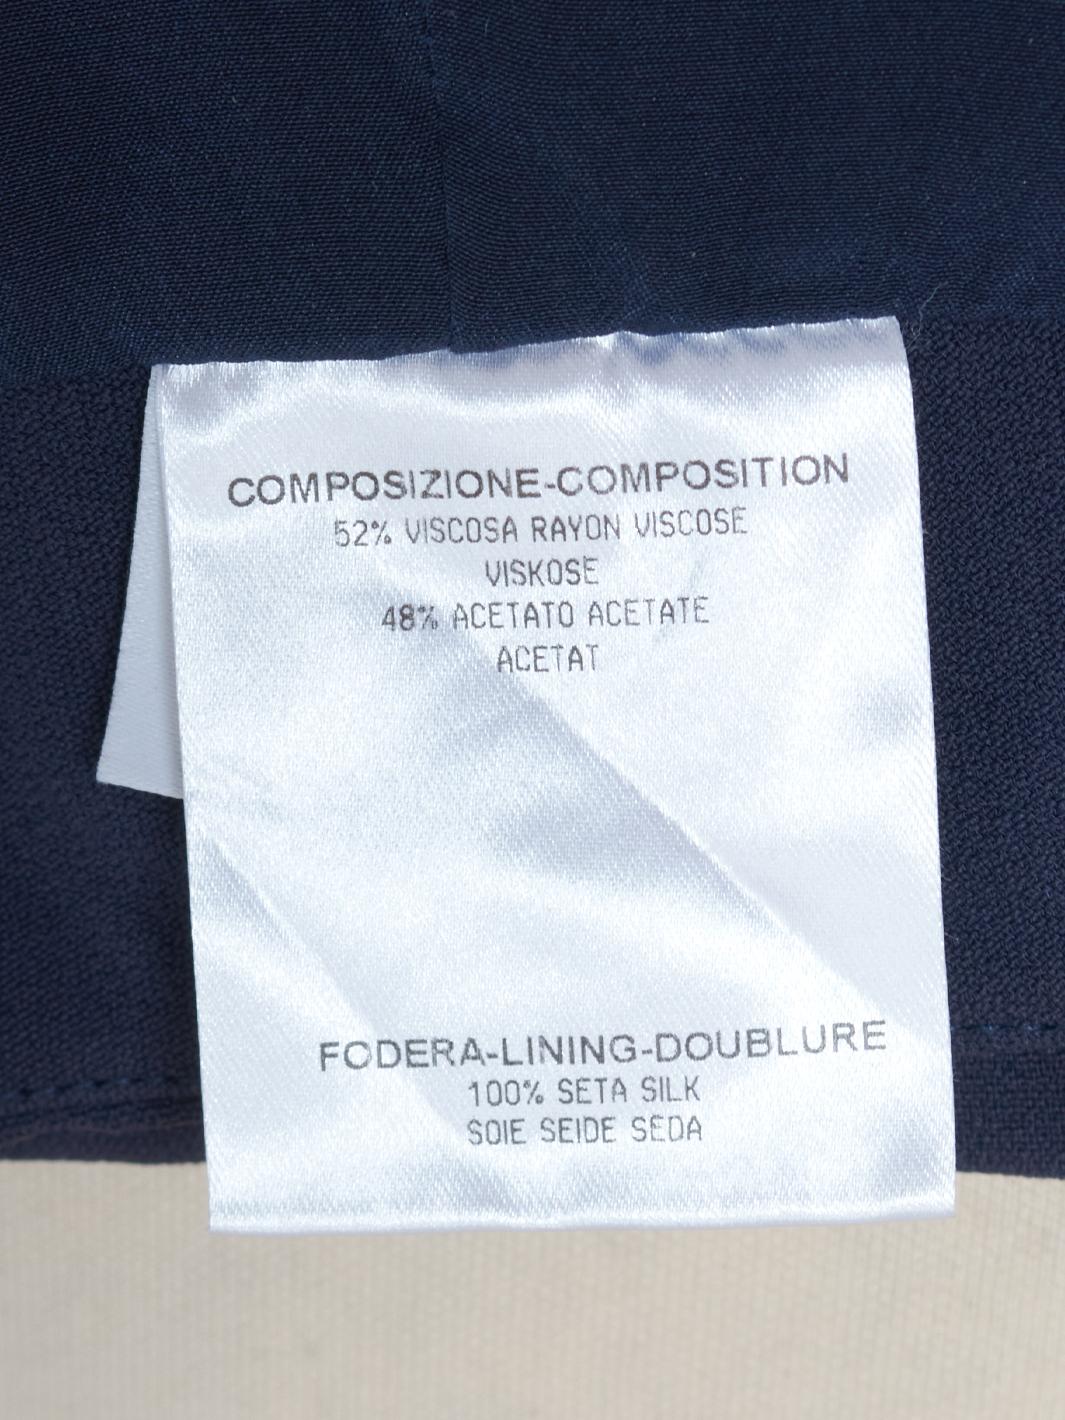 COMPOSIZIONE-COMPOSITION
52% VISCOSA RAYON VISCOSE
VISKOSE
48% ACETATO ACETATE
ACETAT
FODERA-LINING-DOUBLURE
100% SETA SILK
SOIE SEIDE SEDA